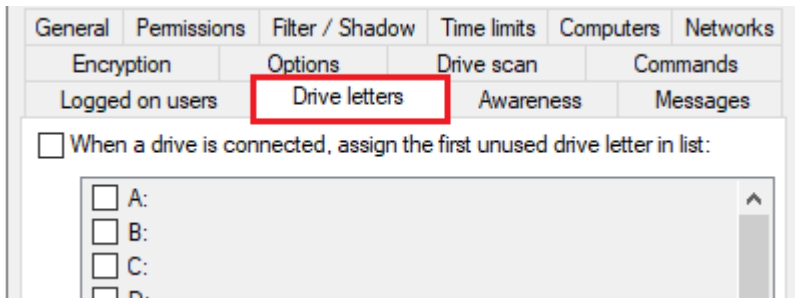 General Permissions Filter / Shadow Time limits Computers Networks
Encryption Options Drive scan Commands
Logged on users Drive letters Awareness Messages
When a drive is connected, assign the first unused drive letter in list:
A:
B:
C: